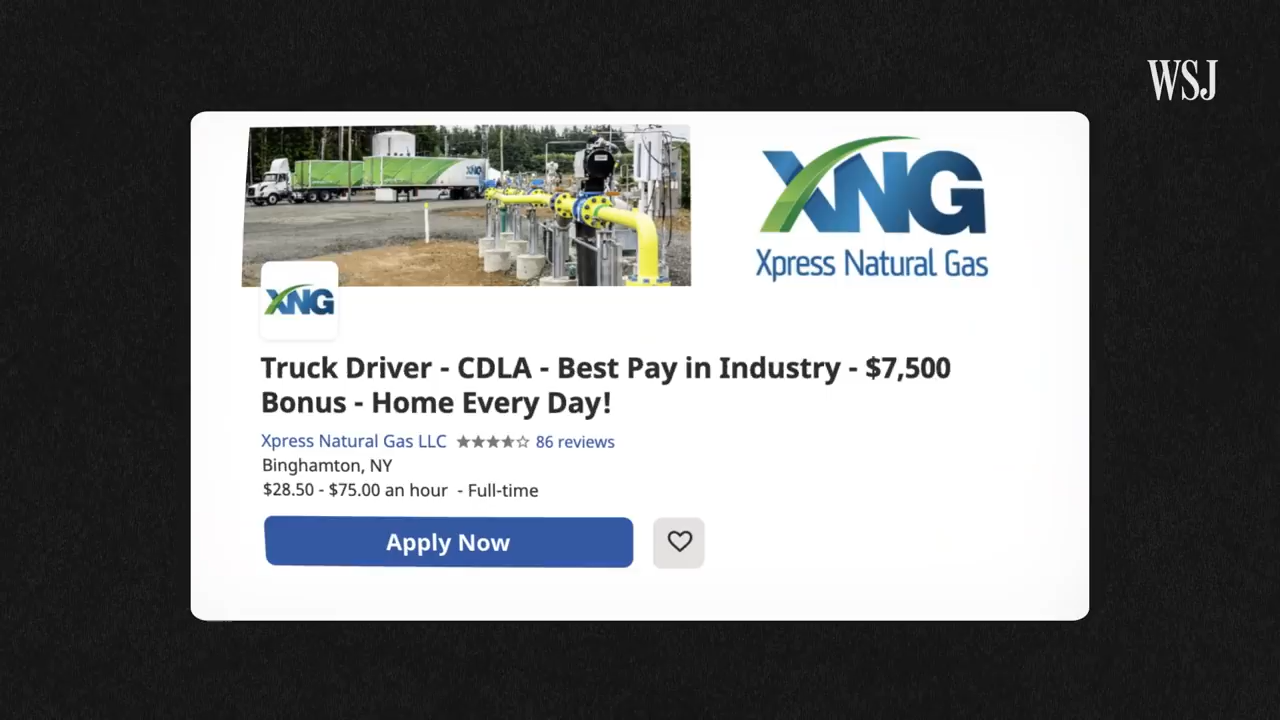 WSJ
XNG
Xpress Natural Gas
XNG
Truck Driver - CDLA - Best Pay in Industry - $7,500
Bonus - Home Every Day!
Xpress Natural Gas LLC 86 reviews
Binghamton, NY
$28.50 - $75.00 an hour - Full-time
Apply Now